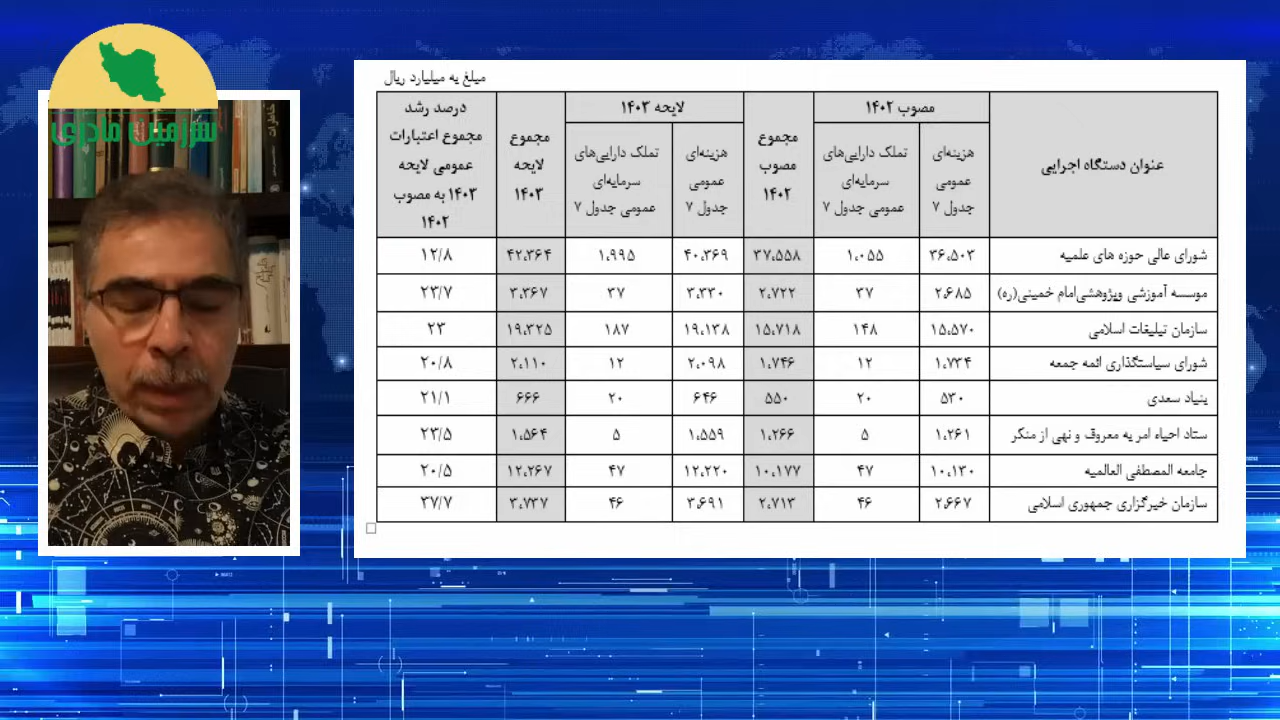 سرزمین مادری
مبلغ به میلیارد ریال
عنوان دستگاه اجرایی
مصوب ۱۴۰۲
هزینه‌ای عمومی جدول ۷
تملک دارایی‌های سرمایه‌ای عمومی جدول ۷
مجموع مصوب ۱۴۰۲
لایحه ۱۴۰۳
هزینه‌ای عمومی جدول ۷
تملک دارایی‌های سرمایه‌ای عمومی جدول ۷
مجموع لایحه ۱۴۰۳
درصد رشد مجموع اعتبارات عمومی لایحه ۱۴۰۳ به مصوب ۱۴۰۲
شورای عالی حوزه های علمیه ۳۶،۵۰۳ ۱،۰۵۵ ۳۷،۵۵۸ ۴۰،۳۶۹ ۱،۹۹۵ ۴۲،۳۶۴ ۱۲/۸
موسسه آموزشی وپژوهشی‌امام خمینی(ره) ۲،۶۸۵ ۳۷ ۲،۷۲۲ ۳،۳۳۰ ۳۷ ۳،۳۶۷ ۲۳/۷
سازمان تبلیغات اسلامی ۱۵،۵۷۰ ۱۴۸ ۱۵،۷۱۸ ۱۹،۱۳۸ ۱۸۷ ۱۹،۳۲۵ ۲۳
شورای سیاستگذاری ائمه جمعه ۱،۷۳۴ ۱۲ ۱،۷۴۶ ۲،۰۹۸ ۱۲ ۲،۱۱۰ ۲۰/۸
بنیاد سعدی ۵۳۰ ۲۰ ۵۵۰ ۶۴۶ ۲۰ ۶۶۶ ۲۱/۱
ستاد احیاء امر به معروف و نهی از منکر ۱،۲۶۱ ۵ ۱،۲۶۶ ۱،۵۵۹ ۵ ۱،۵۶۴ ۲۳/۵
جامعه المصطفی العالمیه ۱۰،۱۳۰ ۴۷ ۱۰،۱۷۷ ۱۲،۲۲۰ ۴۷ ۱۲،۲۶۷ ۲۰/۵
سازمان خبرگزاری جمهوری اسلامی ۲،۶۶۷ ۴۶ ۲،۷۱۳ ۳،۶۹۱ ۴۶ ۳،۷۳۷ ۳۷/۷